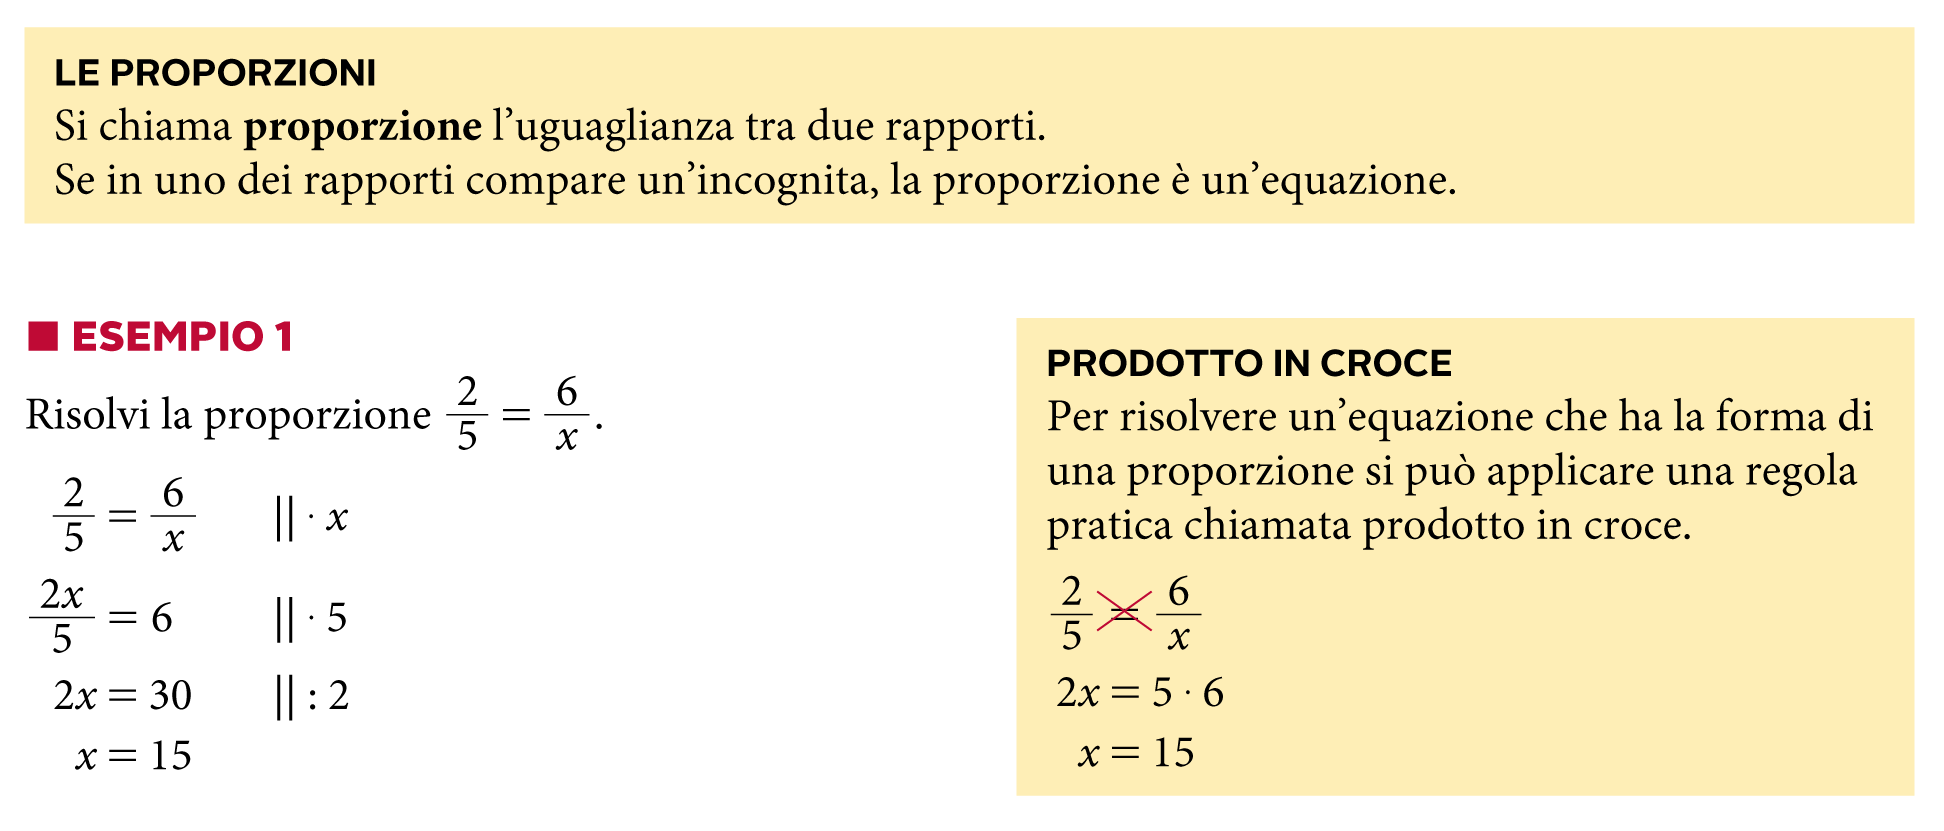 LE PROPORZIONI
Si chiama proporzione l’uguaglianza tra due rapporti.
Se in uno dei rapporti compare un’incognita, la proporzione è un’equazione.
■ ESEMPIO 1
Risolvi la proporzione 2/5 = 6/x.
2/5 = 6/x || · x
2x/5 = 6 || · 5
2x = 30 || : 2
x = 15
PRODOTTO IN CROCE
Per risolvere un’equazione che ha la forma di
una proporzione si può applicare una regola
pratica chiamata prodotto in croce.
2/5 = 6/x
2x = 5 · 6
x = 15